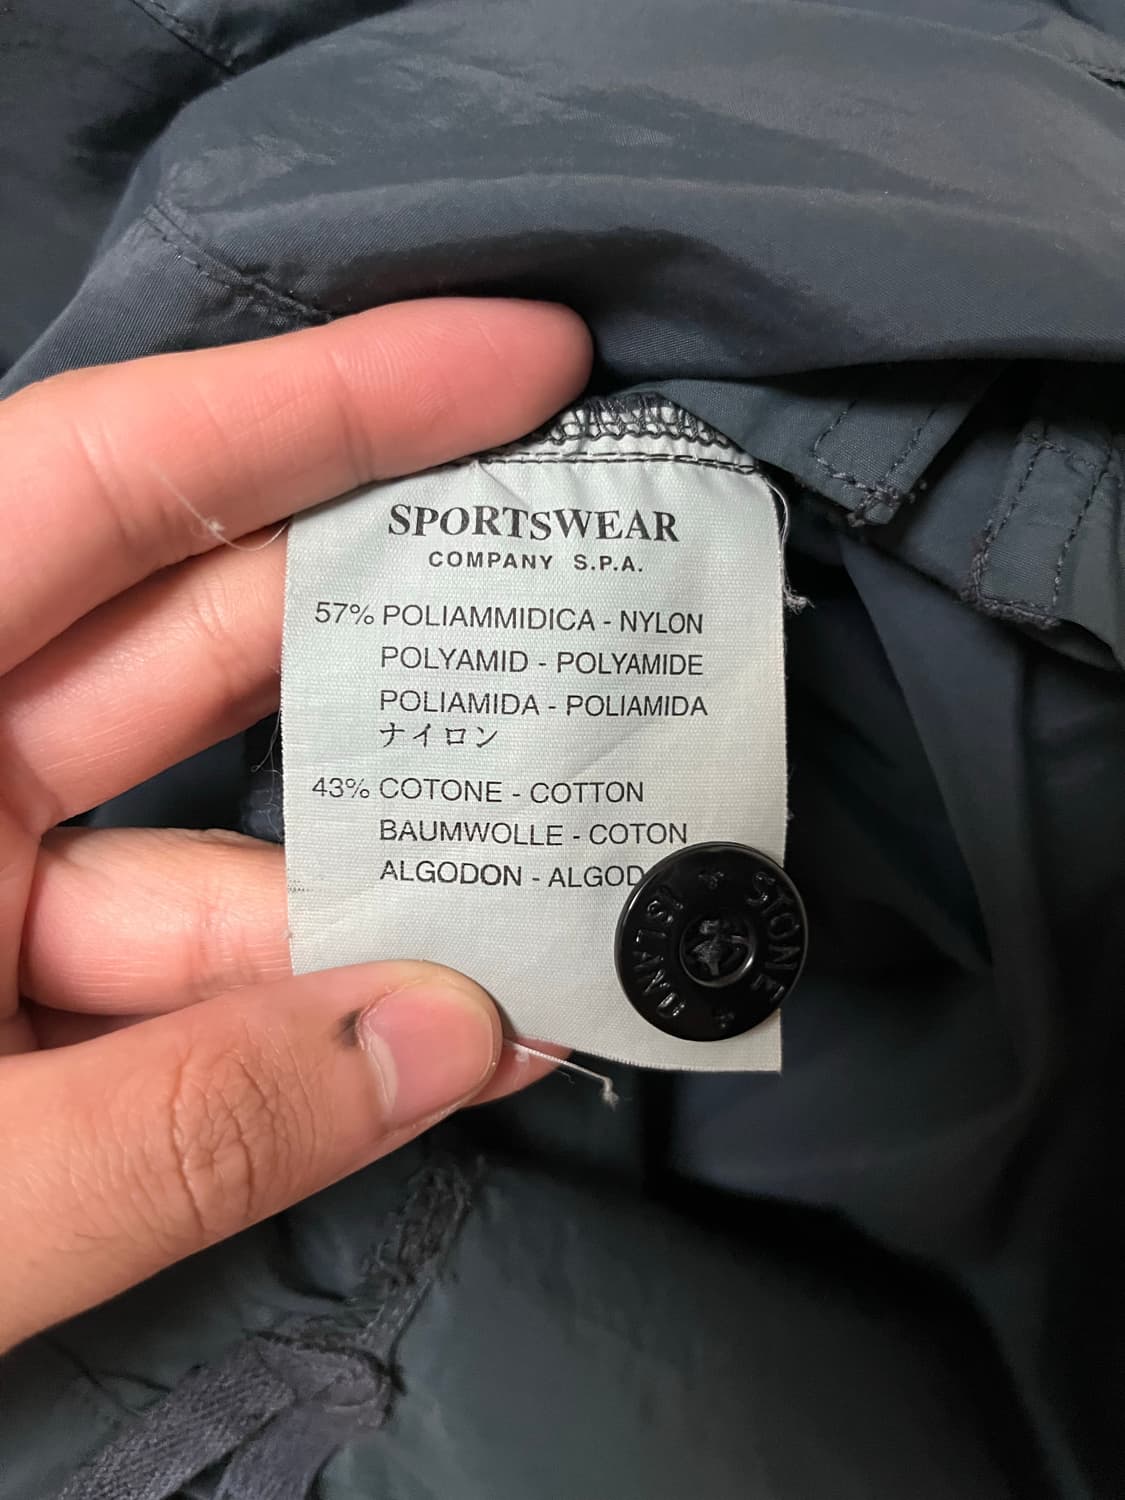 SPORTSWEAR
COMPANY S.P.A.
57% POLIAMMIDICA - NYLON
POLYAMID - POLYAMIDE
POLIAMIDA - POLIAMIDA
ナイロン
43% COTONE - COTTON
BAUMWOLLE - COTON
ALGODON - ALGOD
STONE
ISLAND